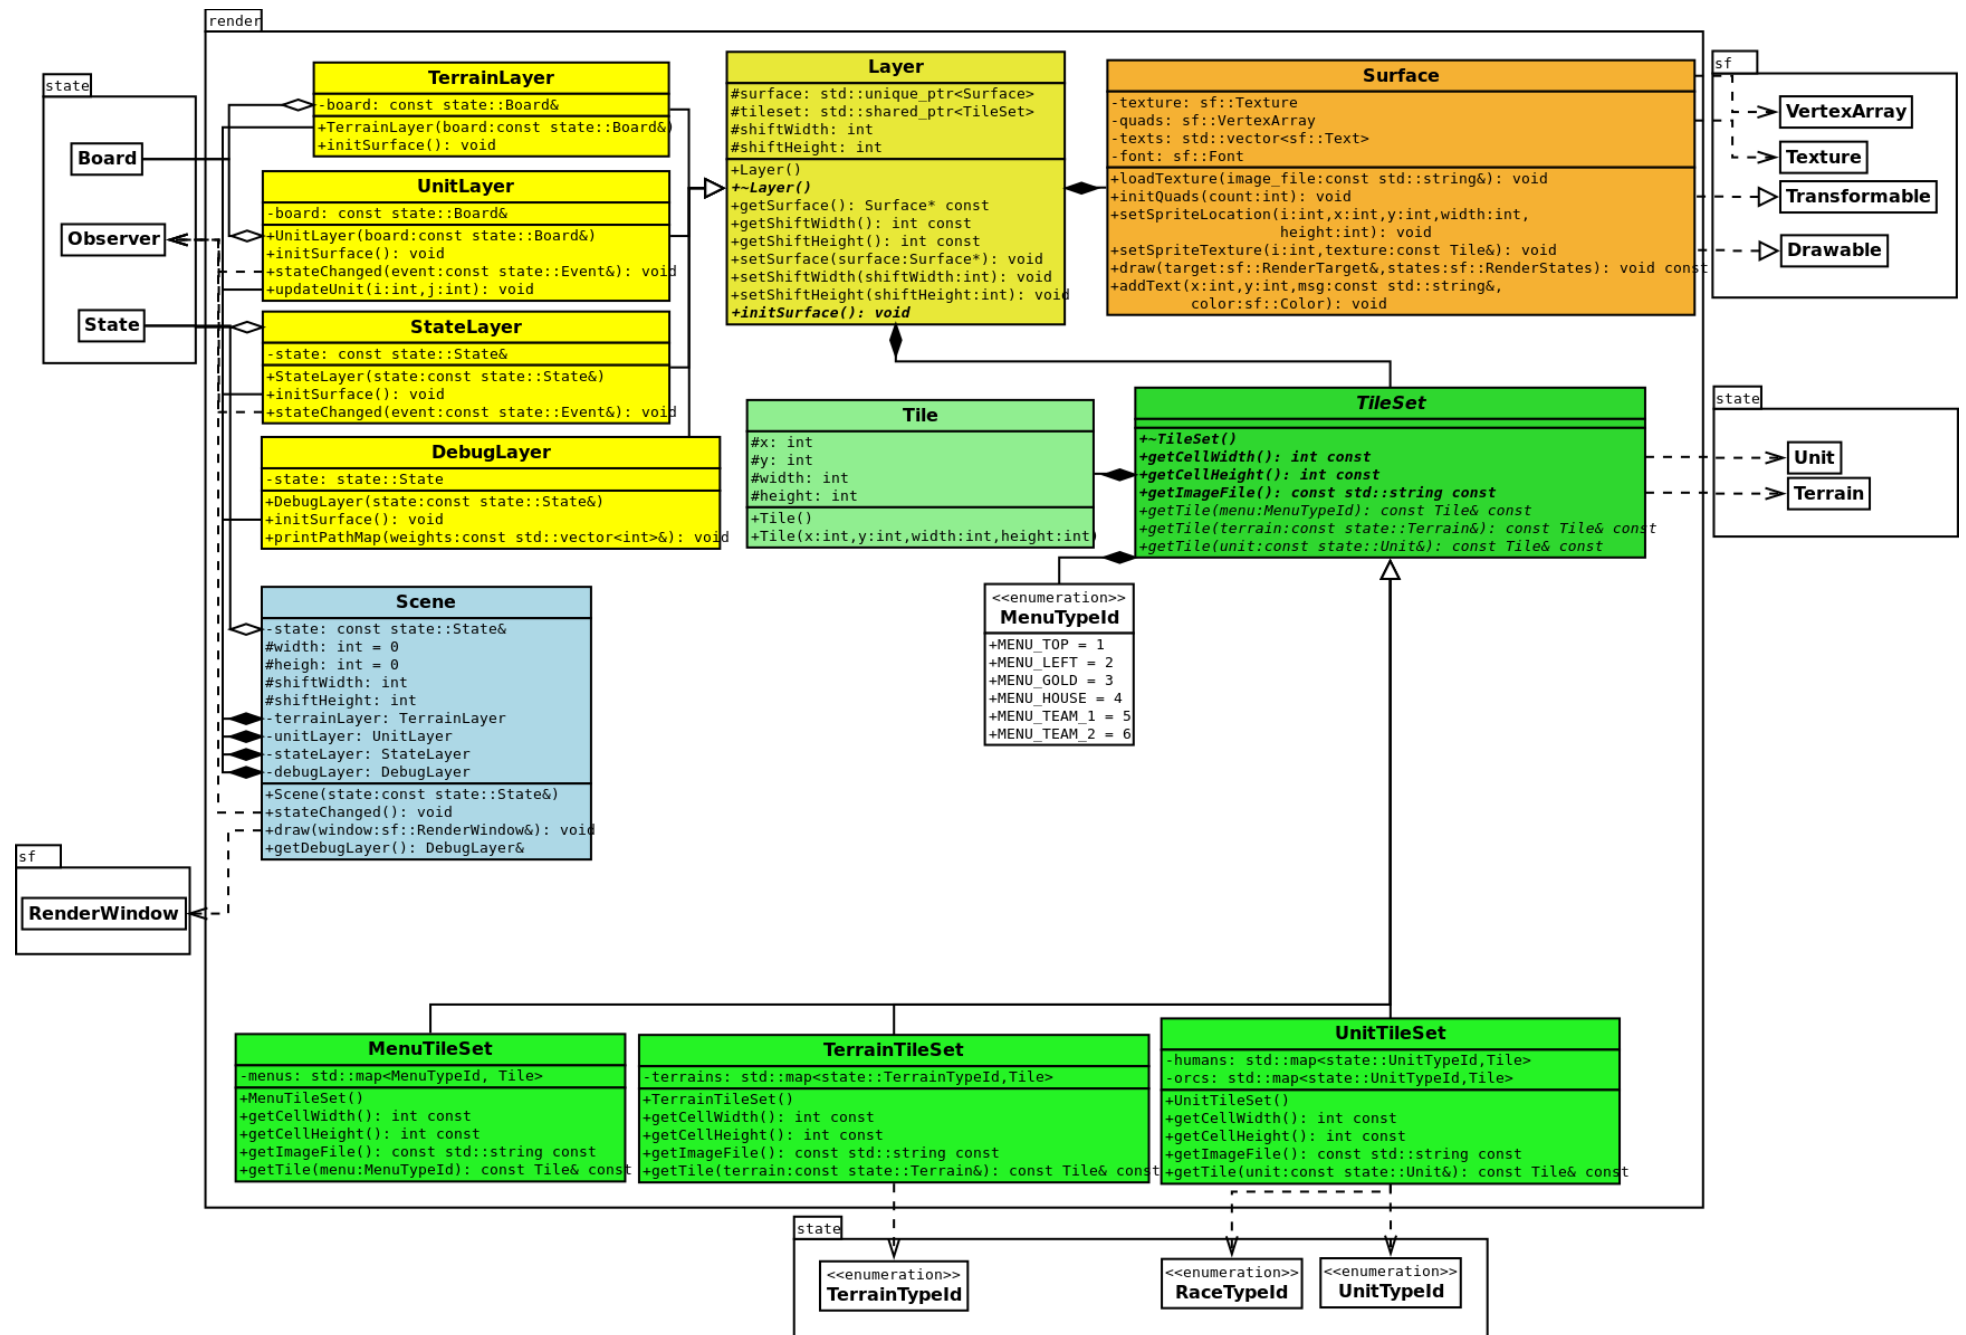 render
state
Board
Observer
State
TerrainLayer
-board: const state::Board&
+TerrainLayer(board:const state::Board&)
+initSurface(): void
UnitLayer
-board: const state::Board&
+UnitLayer(board:const state::Board&)
+initSurface(): void
+stateChanged(event:const state::Event&): void
+updateUnit(i:int,j:int): void
StateLayer
-state: const state::State&
+StateLayer(state:const state::State&)
+initSurface(): void
+stateChanged(event:const state::Event&): void
DebugLayer
-state: state::State
+DebugLayer(state:const state::State&)
+initSurface(): void
+printPathMap(weights:const std::vector<int>&): void
Scene
-state: const state::State&
#width: int = 0
#heigh: int = 0
#shiftWidth: int
#shiftHeight: int
-terrainLayer: TerrainLayer
-unitLayer: UnitLayer
-stateLayer: StateLayer
-debugLayer: DebugLayer
+Scene(state:const state::State&)
+stateChanged(): void
+draw(window:sf::RenderWindow&): void
+getDebugLayer(): DebugLayer&
sf
RenderWindow
Layer
#surface: std::unique_ptr<Surface>
#tileset: std::shared_ptr<TileSet>
#shiftWidth: int
#shiftHeight: int
+Layer()
+~Layer()
+getSurface(): Surface* const
+getShiftWidth(): int const
+getShiftHeight(): int const
+setSurface(surface:Surface*): void
+setShiftWidth(shiftWidth:int): void
+setShiftHeight(shiftHeight:int): void
+initSurface(): void
Surface
-texture: sf::Texture
-quads: sf::VertexArray
-texts: std::vector<sf::Text>
-font: sf::Font
+loadTexture(image_file:const std::string&): void
+initQuads(count:int): void
+setSpriteLocation(i:int,x:int,y:int,width:int,
height:int): void
+setSpriteTexture(i:int,texture:const Tile&): void
+draw(target:sf::RenderTarget&,states:sf::RenderStates): void const
+addText(x:int,y:int,msg:const std::string&,
color:sf::Color): void
sf
VertexArray
Texture
Transformable
Drawable
Tile
#x: int
#y: int
#width: int
#height: int
+Tile()
+Tile(x:int,y:int,width:int,height:int)
TileSet
+~TileSet()
+getCellWidth(): int const
+getCellHeight(): int const
+getImageFile(): const std::string const
+getTile(menu:MenuTypeId): const Tile& const
+getTile(terrain:const state::Terrain&): const Tile& const
+getTile(unit:const state::Unit&): const Tile& const
state
Unit
Terrain
<<enumeration>>
MenuTypeId
+MENU_TOP = 1
+MENU_LEFT = 2
+MENU_GOLD = 3
+MENU_HOUSE = 4
+MENU_TEAM_1 = 5
+MENU_TEAM_2 = 6
MenuTileSet
-menus: std::map<MenuTypeId, Tile>
+MenuTileSet()
+getCellWidth(): int const
+getCellHeight(): int const
+getImageFile(): const std::string const
+getTile(menu:MenuTypeId): const Tile& const
TerrainTileSet
-terrains: std::map<state::TerrainTypeId,Tile>
+TerrainTileSet()
+getCellWidth(): int const
+getCellHeight(): int const
+getImageFile(): const std::string const
+getTile(terrain:const state::Terrain&): const Tile& const
UnitTileSet
-humans: std::map<state::UnitTypeId,Tile>
-orcs: std::map<state::UnitTypeId,Tile>
+UnitTileSet()
+getCellWidth(): int const
+getCellHeight(): int const
+getImageFile(): const std::string const
+getTile(unit:const state::Unit&): const Tile& const
state
<<enumeration>>
TerrainTypeId
<<enumeration>>
RaceTypeId
<<enumeration>>
UnitTypeId